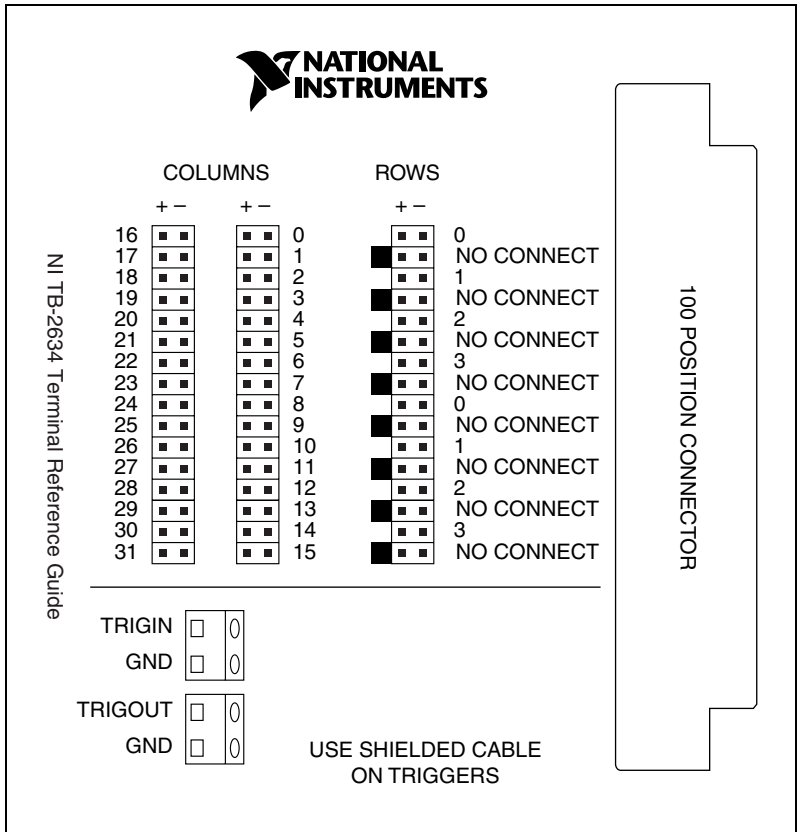 NATIONAL
INSTRUMENTS
COLUMNS ROWS
+ − + − + −
16 0 0
17 1 NO CONNECT
18 2 1
19 3 NO CONNECT
20 4 2
21 5 NO CONNECT
22 6 3
23 7 NO CONNECT
24 8 0
25 9 NO CONNECT
26 10 1
27 11 NO CONNECT
28 12 2
29 13 NO CONNECT
30 14 3
31 15 NO CONNECT
NI TB-2634 Terminal Reference Guide
100 POSITION CONNECTOR
TRIGIN
GND
TRIGOUT
GND
USE SHIELDED CABLE
ON TRIGGERS